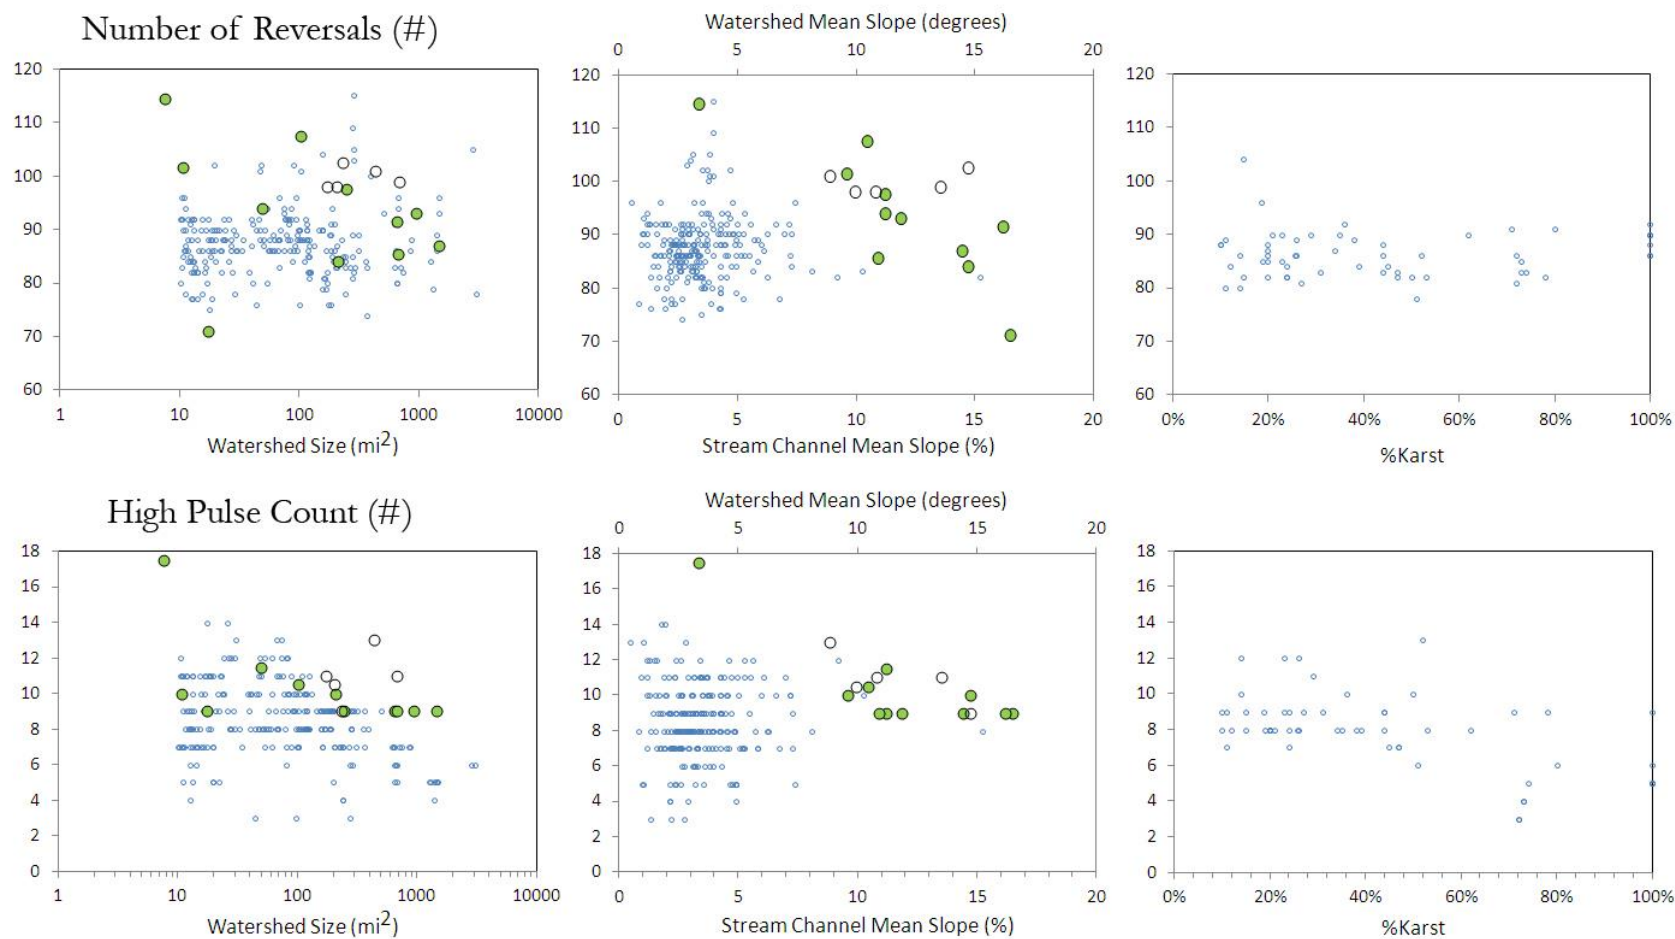 Number of Reversals (#)
120
110
100
90
80
70
60
1 10 100 1000 10000
Watershed Size (mi²)
Watershed Mean Slope (degrees)
0 5 10 15 20
120
110
100
90
80
70
60
0 5 10 15 20
Stream Channel Mean Slope (%)
120
110
100
90
80
70
60
0% 20% 40% 60% 80% 100%
%Karst
High Pulse Count (#)
18
16
14
12
10
8
6
4
2
0
1 10 100 1000 10000
Watershed Size (mi²)
Watershed Mean Slope (degrees)
0 5 10 15 20
18
16
14
12
10
8
6
4
2
0
0 5 10 15 20
Stream Channel Mean Slope (%)
18
16
14
12
10
8
6
4
2
0
0% 20% 40% 60% 80% 100%
%Karst